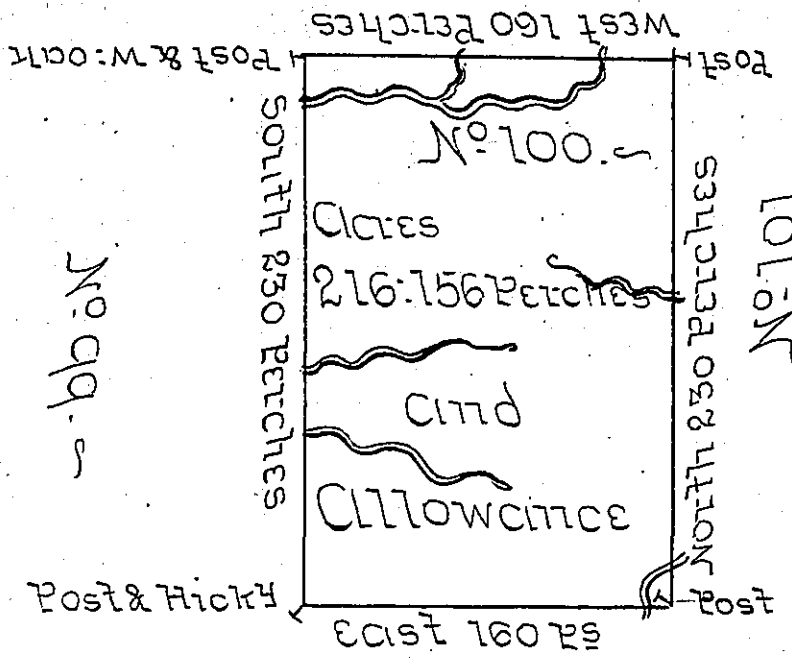 West 160 Perches
Post & W: oak
Post
South 230 Perches
Nº 100.
Acres
216:156 Perches
and
Allowance
North 230 Perches
Nº 101
Nº 99.
Post & Hicky
Post
East 160 Ps